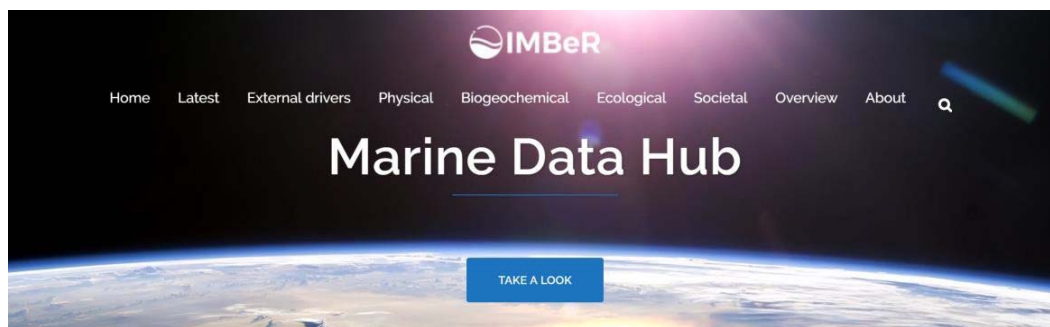 IMBeR
Home Latest External drivers Physical Biogeochemical Ecological Societal Overview About
Marine Data Hub
TAKE A LOOK